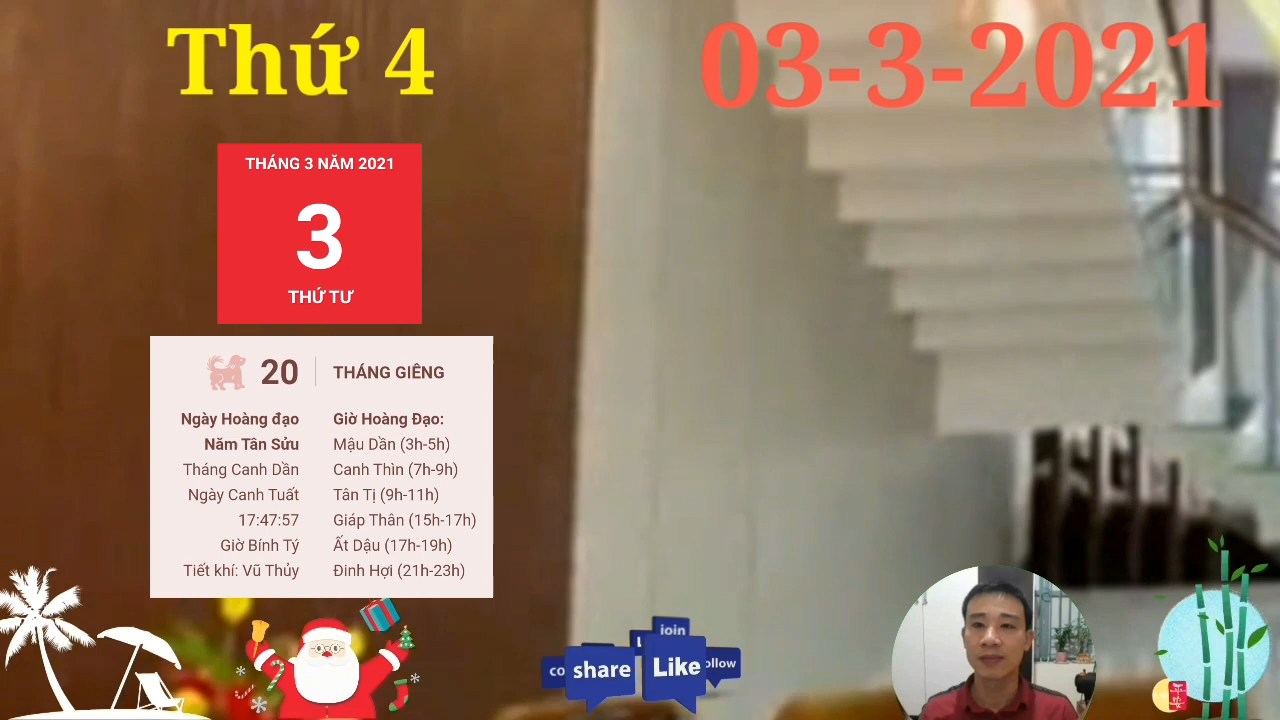 Thứ 4
03-3-2021
THÁNG 3 NĂM 2021
3
THỨ TƯ
20
THÁNG GIÊNG
Ngày Hoàng đạo
Năm Tân Sửu
Tháng Canh Dần
Ngày Canh Tuất
17:47:57
Giờ Bính Tý
Tiết khí: Vũ Thủy
Giờ Hoàng Đạo:
Mậu Dần (3h-5h)
Canh Thìn (7h-9h)
Tân Tị (9h-11h)
Giáp Thân (15h-17h)
Ất Dậu (17h-19h)
Đinh Hợi (21h-23h)
join
share
Like
ollow